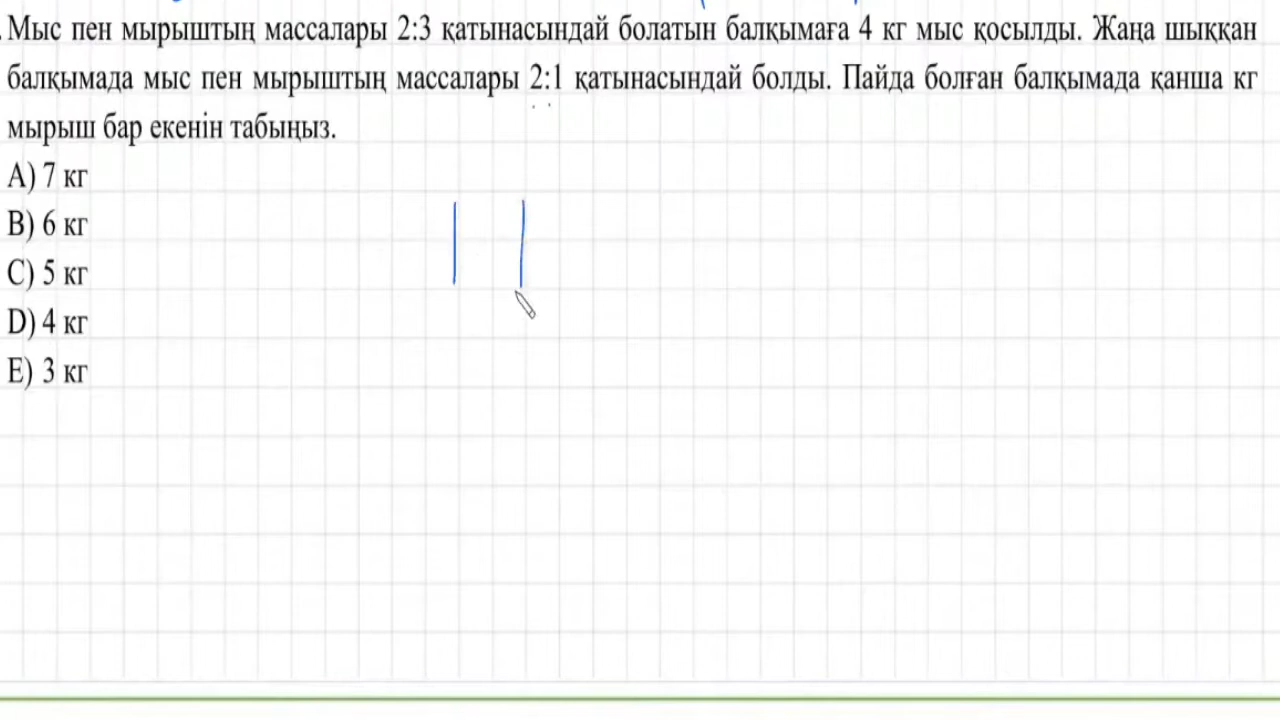 Мыс пен мырыштың массалары 2:3 қатынасындай болатын балқымаға 4 кг мыс қосылды. Жаңа шыққан
балқымада мыс пен мырыштың массалары 2:1 қатынасындай болды. Пайда болған балқымада қанша кг
мырыш бар екенін табыңыз.
A) 7 кг
B) 6 кг
C) 5 кг
D) 4 кг
E) 3 кг